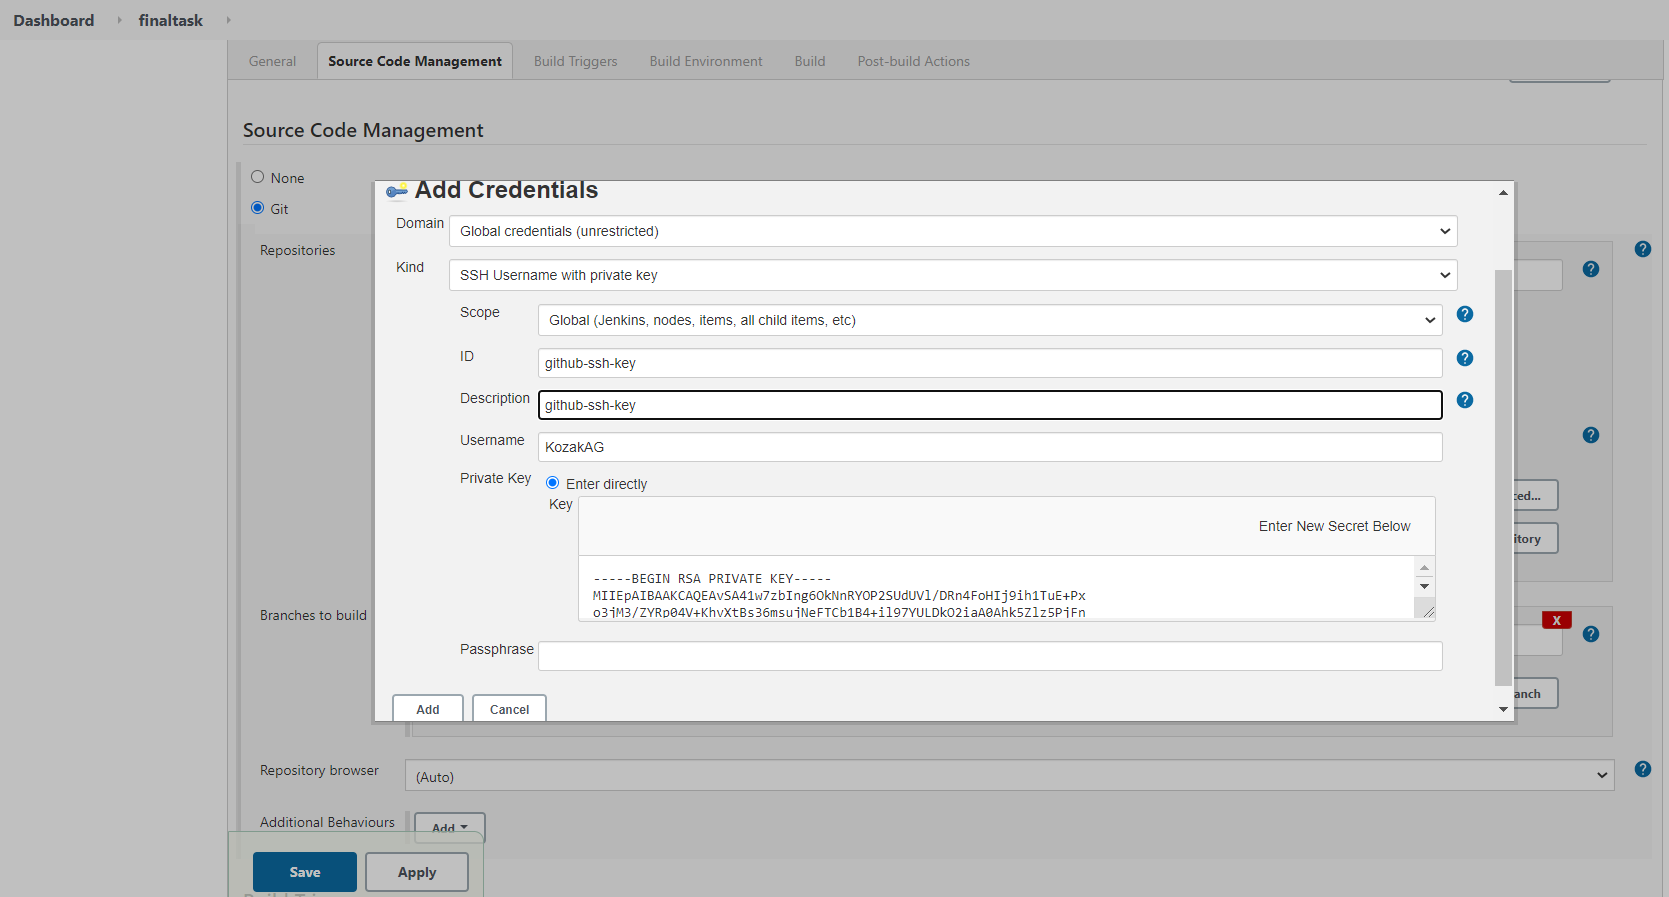 Dashboard finaltask
General Source Code Management Build Triggers Build Environment Build Post-build Actions
Source Code Management
None
Git
Repositories
Add Credentials
Domain Global credentials (unrestricted)
Kind SSH Username with private key
Scope Global (Jenkins, nodes, items, all child items, etc)
ID github-ssh-key
Description github-ssh-key
Username KozakAG
Private Key Enter directly
Key
Enter New Secret Below
-----BEGIN RSA PRIVATE KEY-----
MIIEpAIBAAKCAQEAvSA41w7zbIng6OkNnRYOP2SUdUVl/DRn4FoHIj9ih1TuE+Px
o3jM3/ZYRp04V+KhvXtBs36msujNeFTCb1B4+il97YULDkO2iaA0Ahk5Zlz5PjFn
Passphrase
Add Cancel
ced...
itory
Branches to build
X
anch
Repository browser (Auto)
Additional Behaviours Add
Save Apply